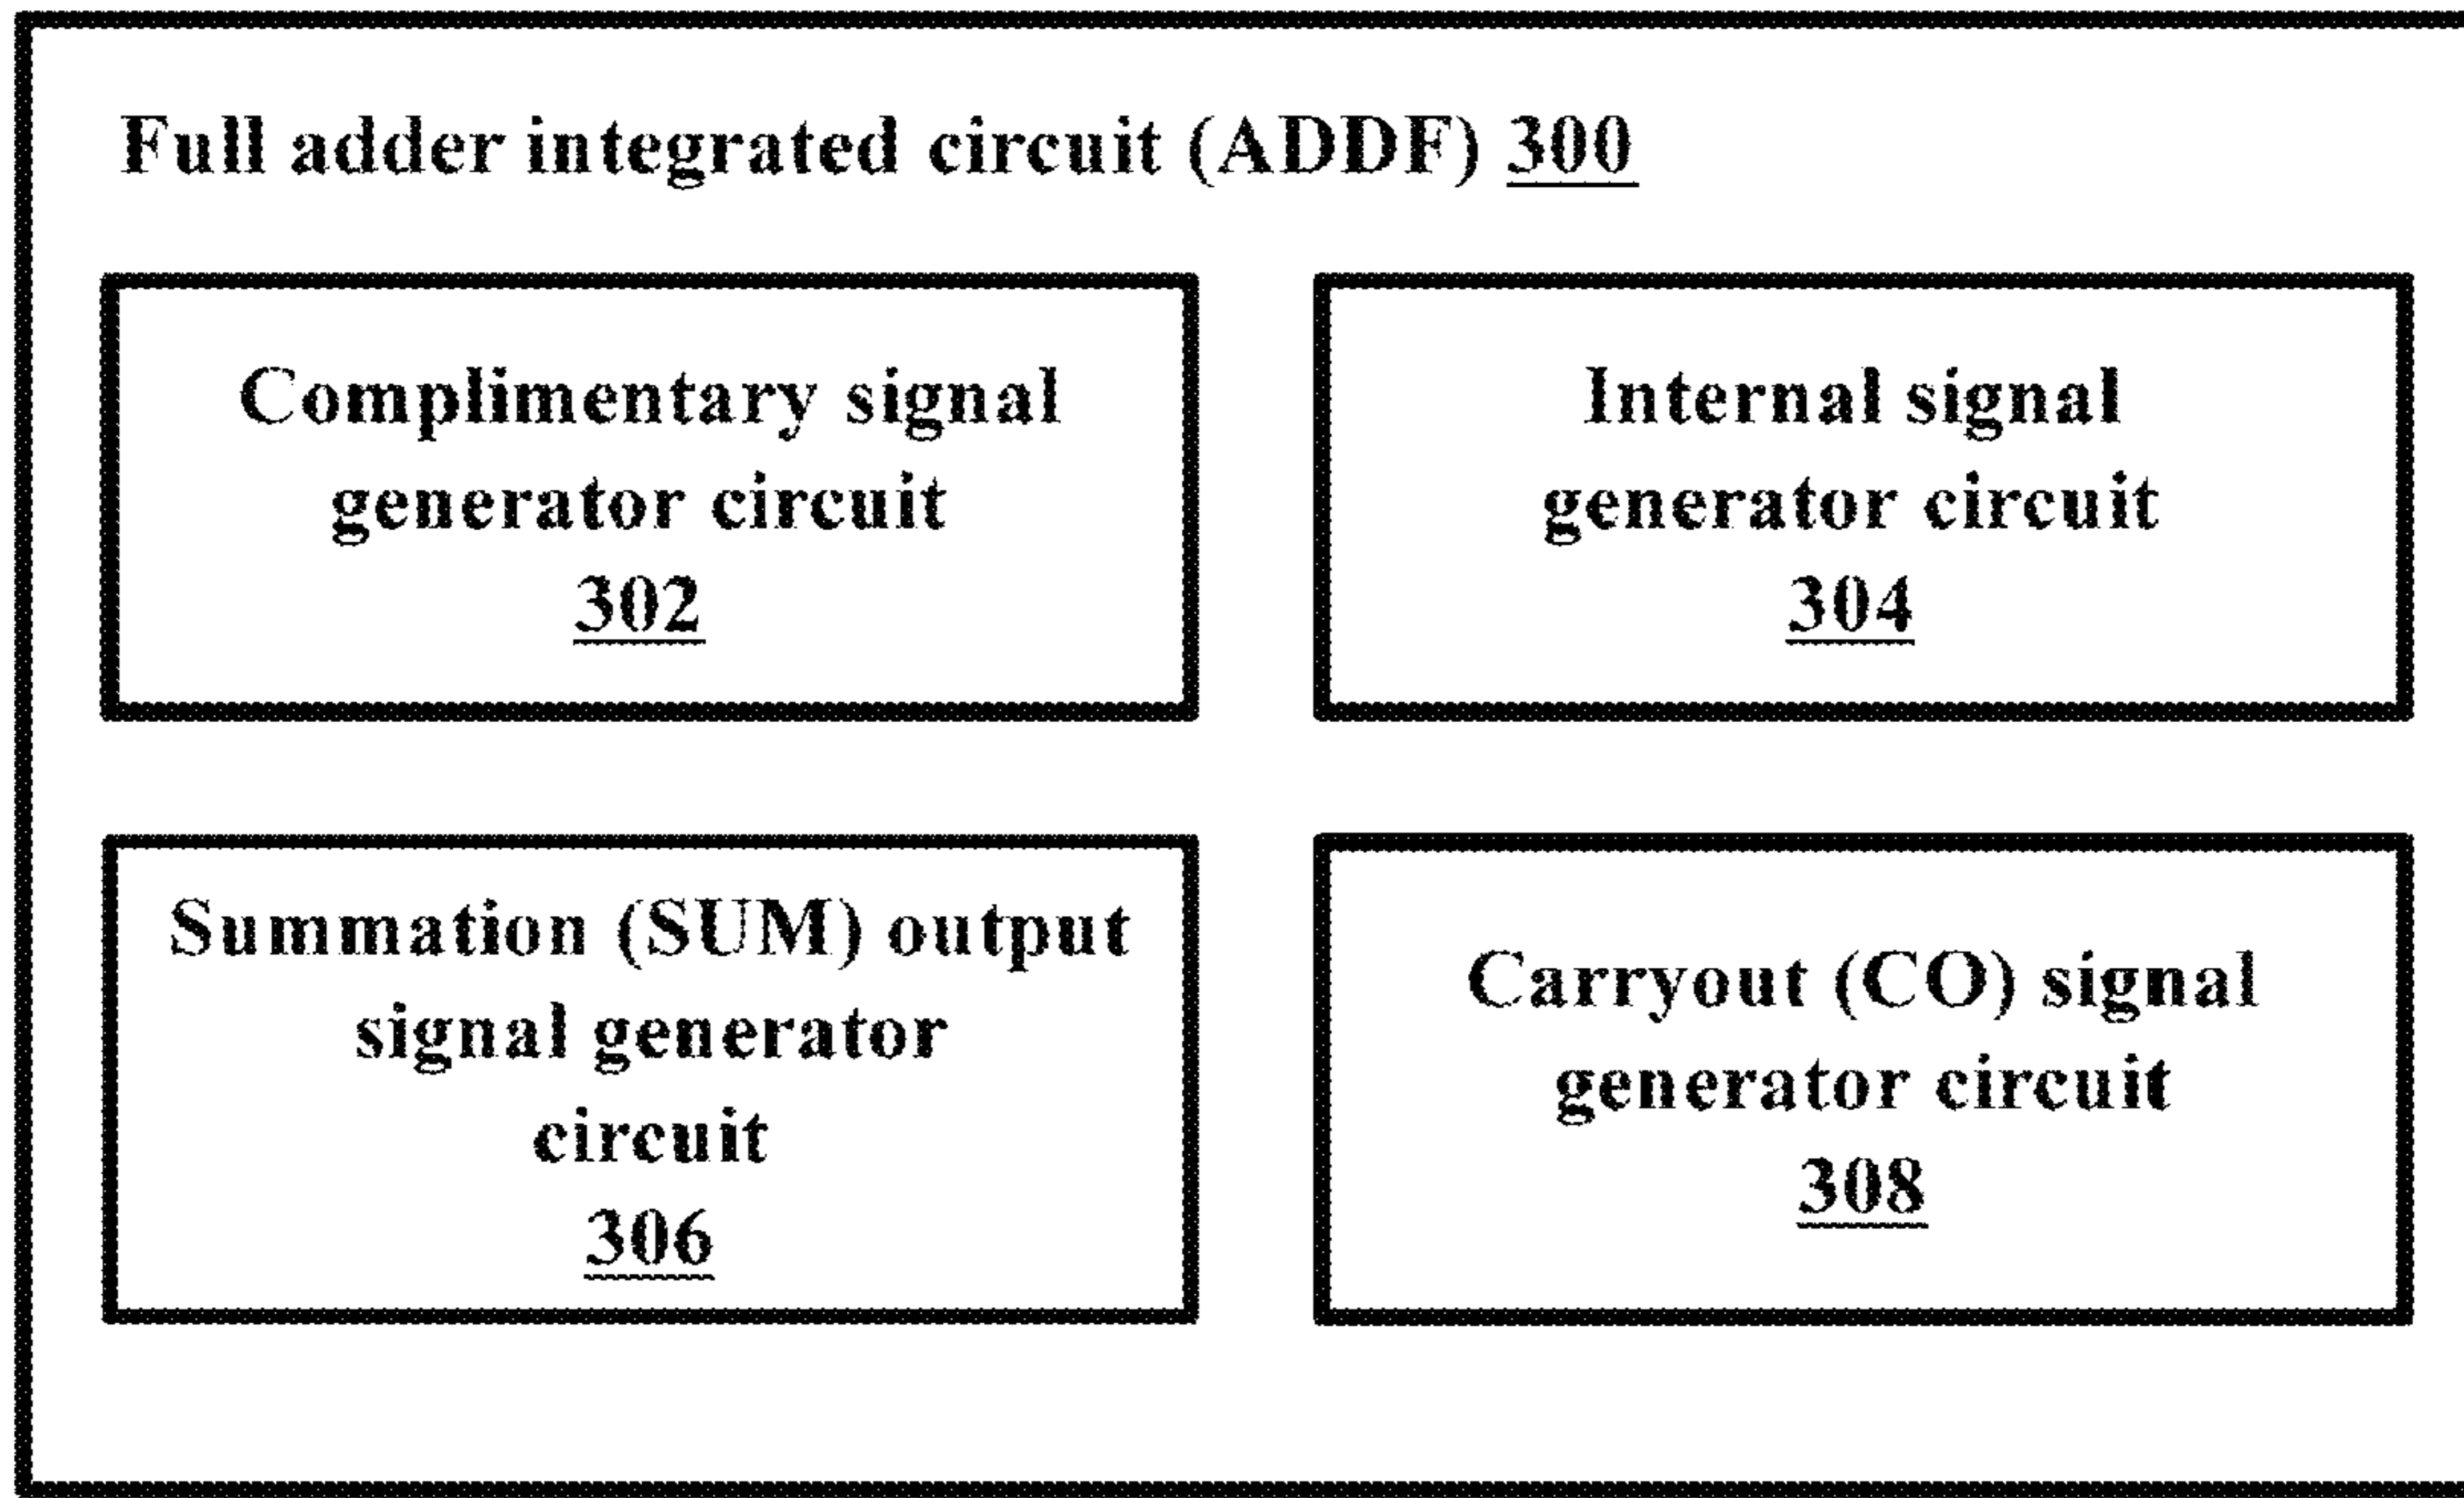 Full adder integrated circuit (ADDF) 300
Complimentary signal
generator circuit
302
Internal signal
generator circuit
304
Summation (SUM) output
signal generator
circuit
306
Carryout (CO) signal
generator circuit
308